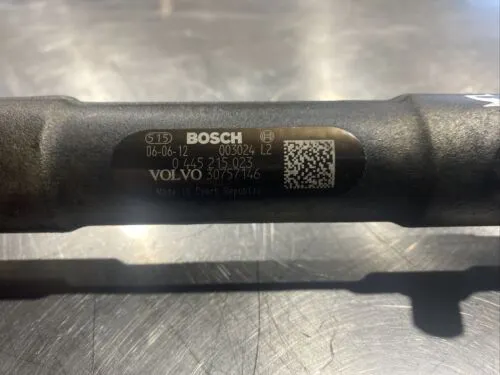 515 BOSCH
06-06-12 003024 L2
0 445 215 023
VOLVO 30757146
Made in Czech Republic